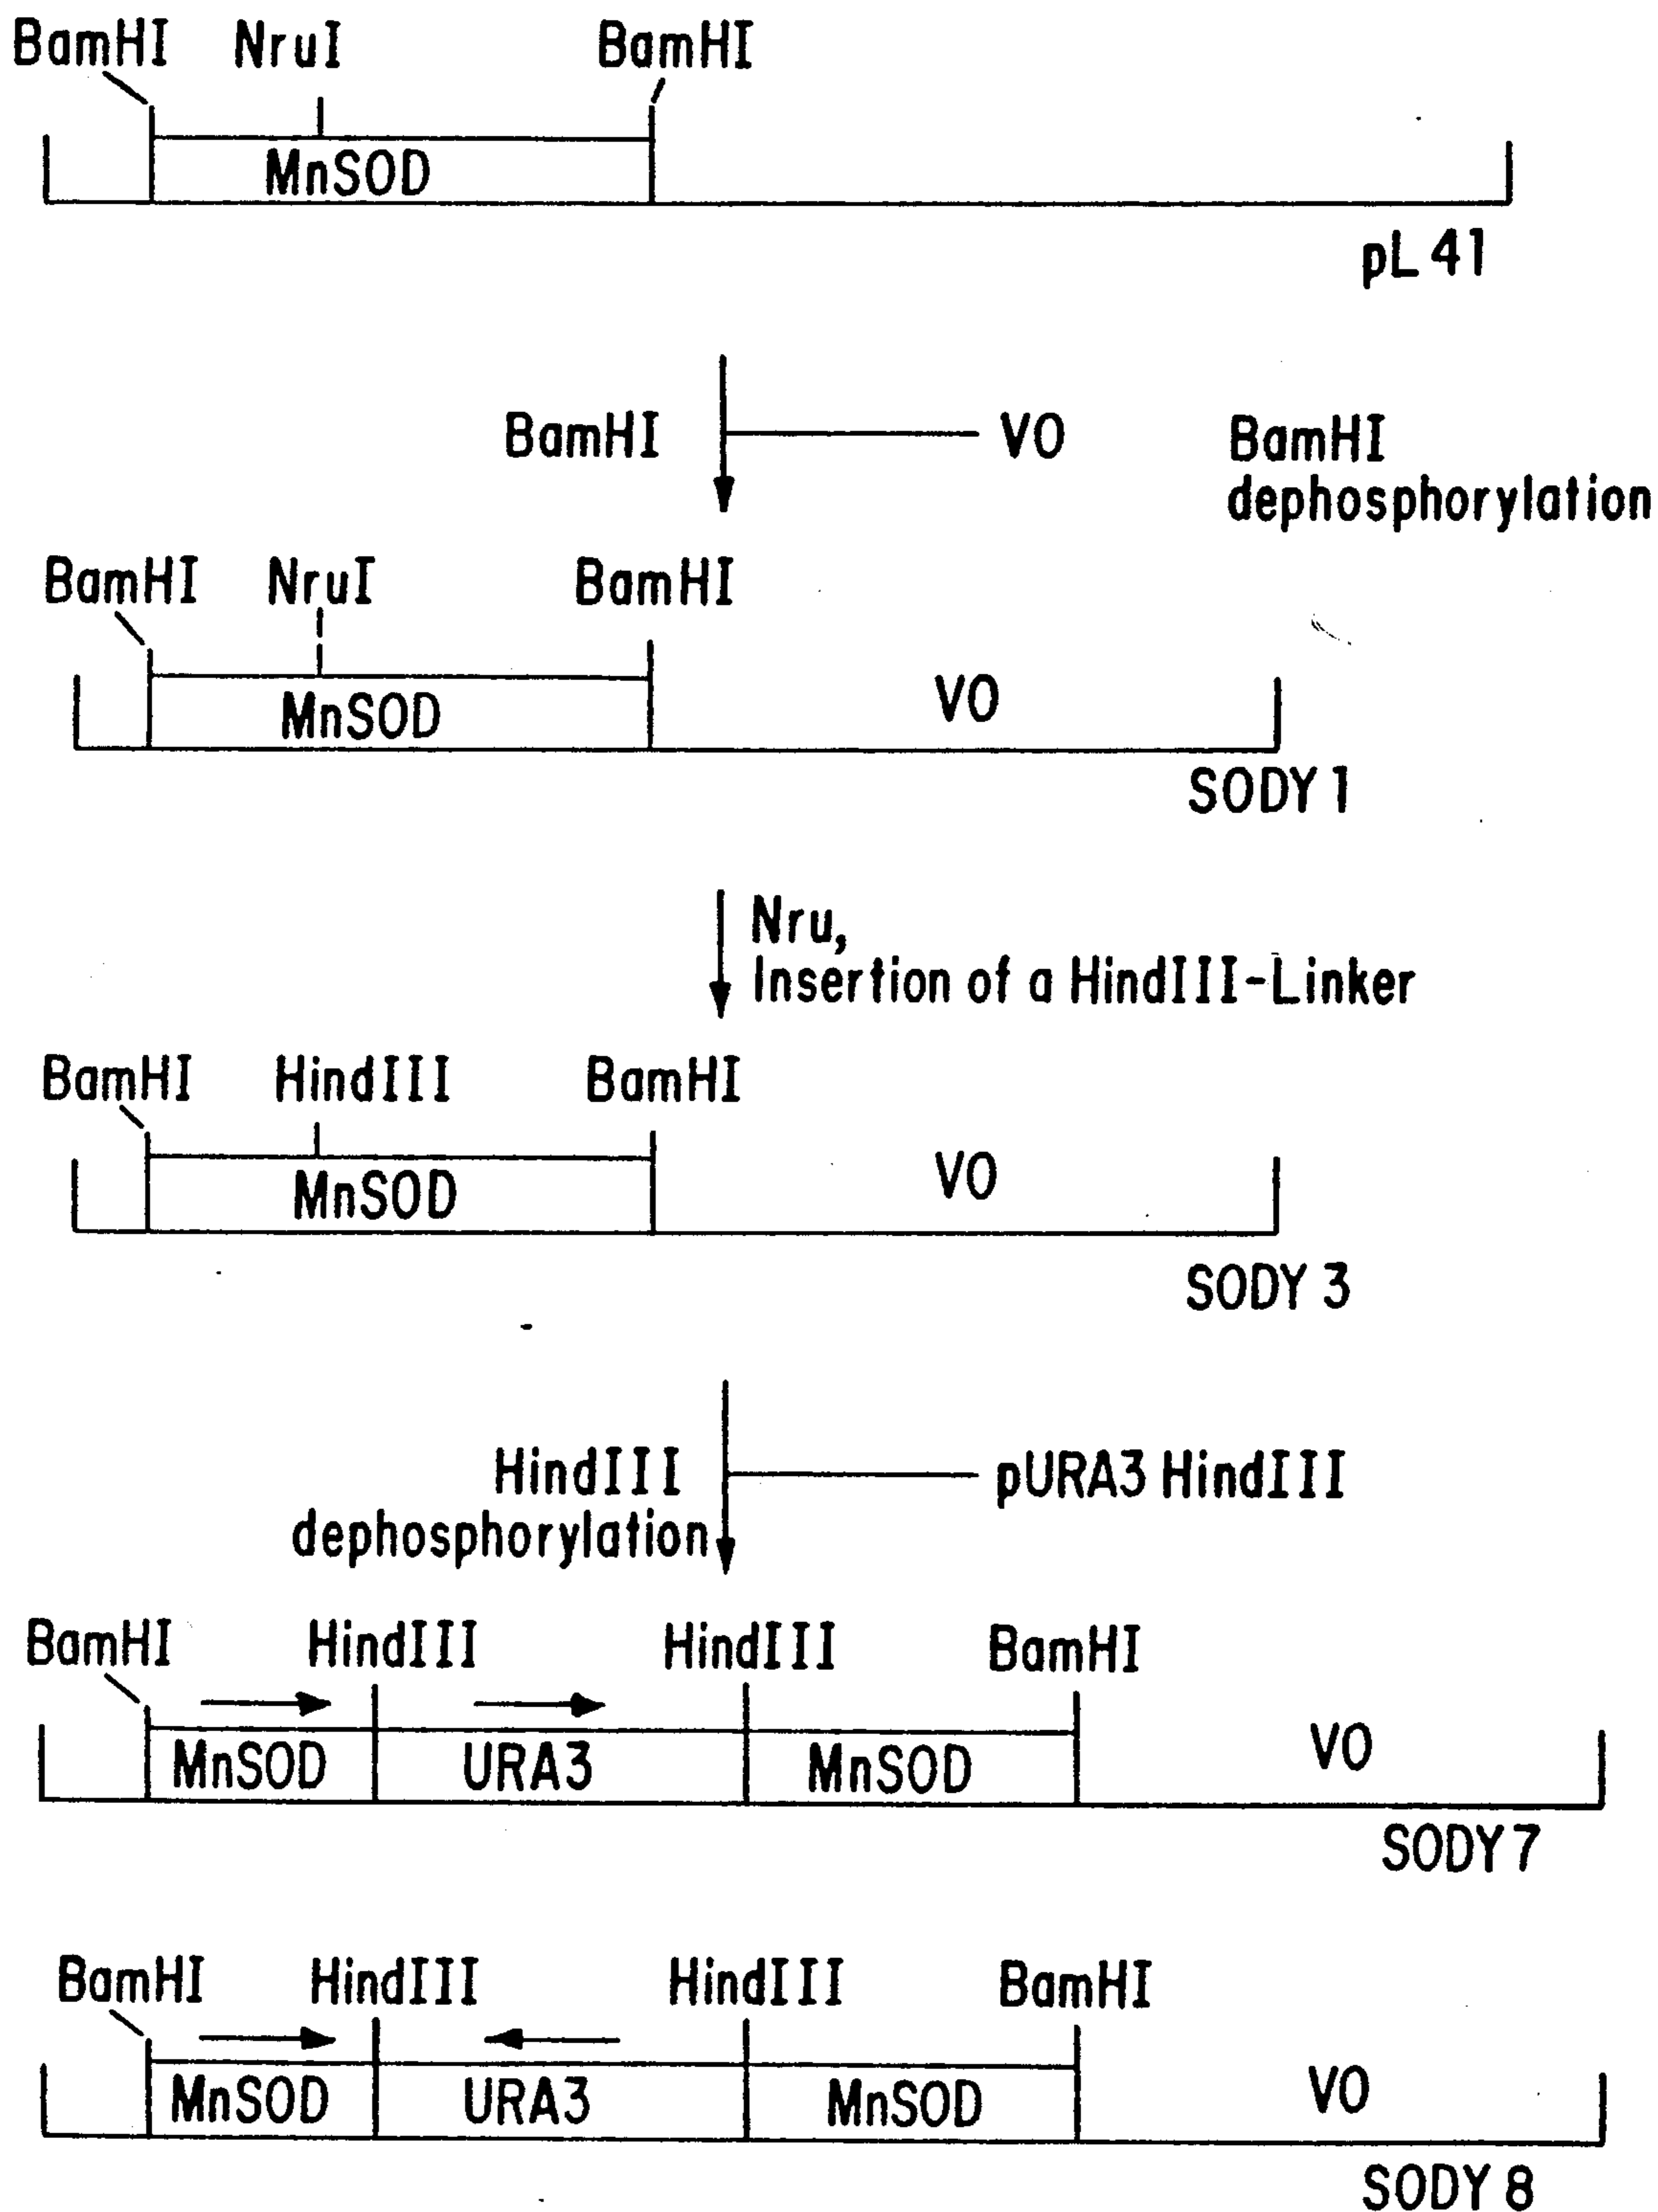 BamHI NruI BamHI
MnSOD
pL 41
BamHI VO BamHI
dephosphorylation
BamHI NruI BamHI
MnSOD VO
SODY 1
Nru,
Insertion of a HindIII-Linker
BamHI HindIII BamHI
MnSOD VO
SODY 3
HindIII pURA3 HindIII
dephosphorylation
BamHI HindIII HindIII BamHI
MnSOD URA3 MnSOD VO
SODY 7
BamHI HindIII HindIII BamHI
MnSOD URA3 MnSOD VO
SODY 8